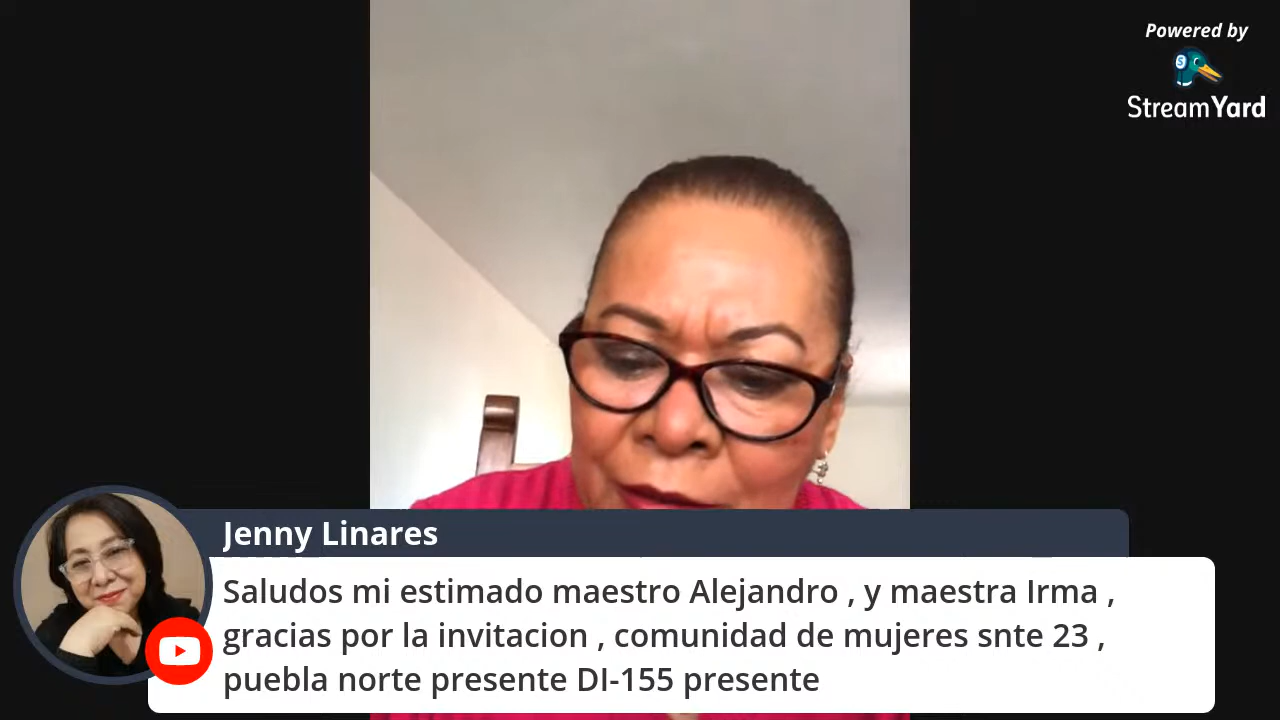 Powered by
StreamYard
Jenny Linares
Saludos mi estimado maestro Alejandro , y maestra Irma ,
gracias por la invitacion , comunidad de mujeres snte 23 ,
puebla norte presente DI-155 presente